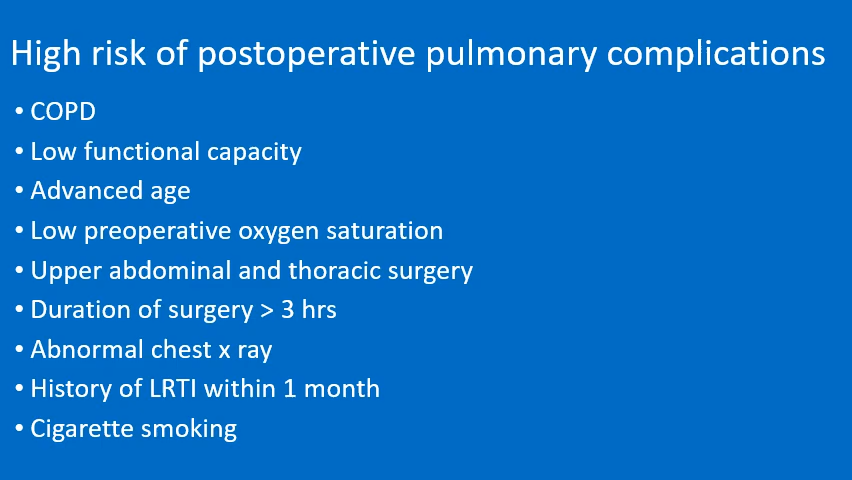 High risk of postoperative pulmonary complications
• COPD
• Low functional capacity
• Advanced age
• Low preoperative oxygen saturation
• Upper abdominal and thoracic surgery
• Duration of surgery > 3 hrs
• Abnormal chest x ray
• History of LRTI within 1 month
• Cigarette smoking